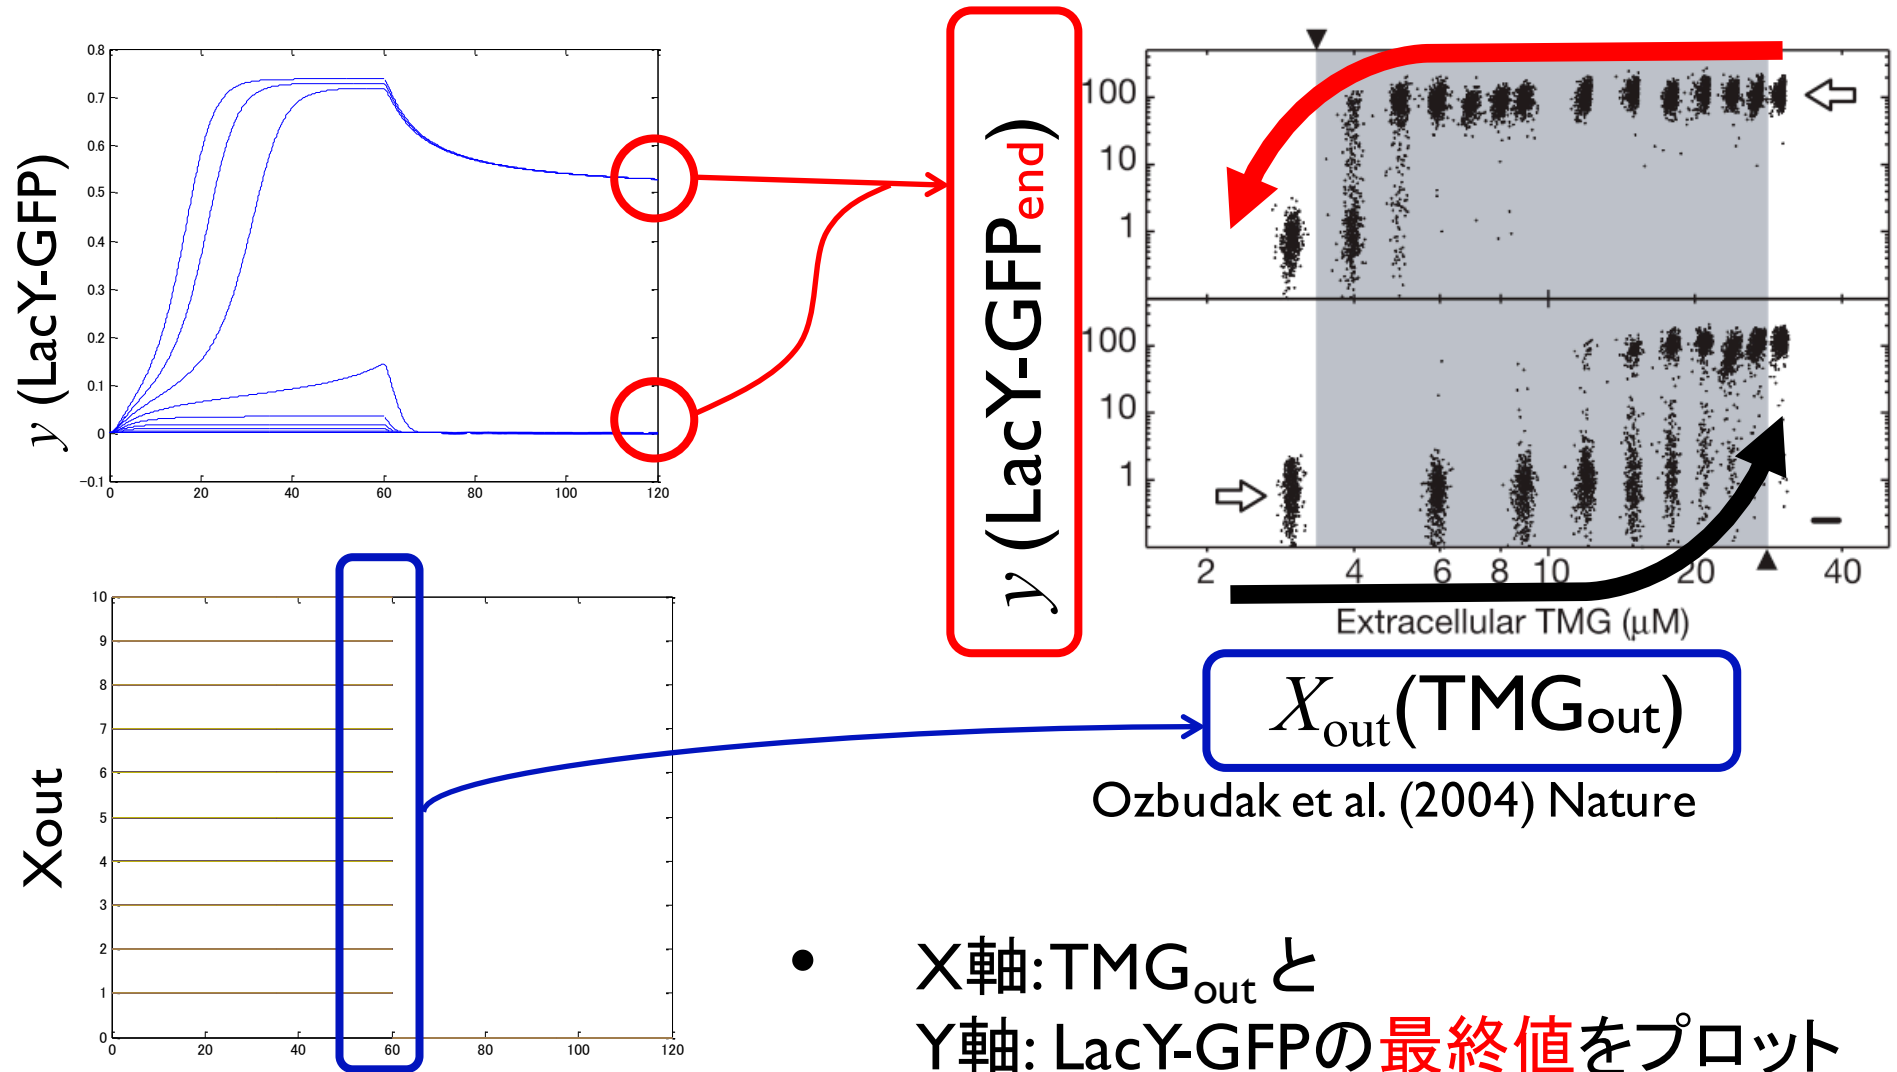 0.8
0.7
0.6
0.5
0.4
0.3
0.2
0.1
0
-0.1
0 20 40 60 80 100 120
y (LacY-GFP)
y (LacY-GFPend)
100
10
1
100
10
1
2 4 6 8 10 20 40
Extracellular TMG (μM)
Xout(TMGout)
Ozbudak et al. (2004) Nature
10
9
8
7
6
5
4
3
2
1
0
0 20 40 60 80 100 120
Xout
• X軸: TMGout と
Y軸: LacY-GFPの最終値をプロット